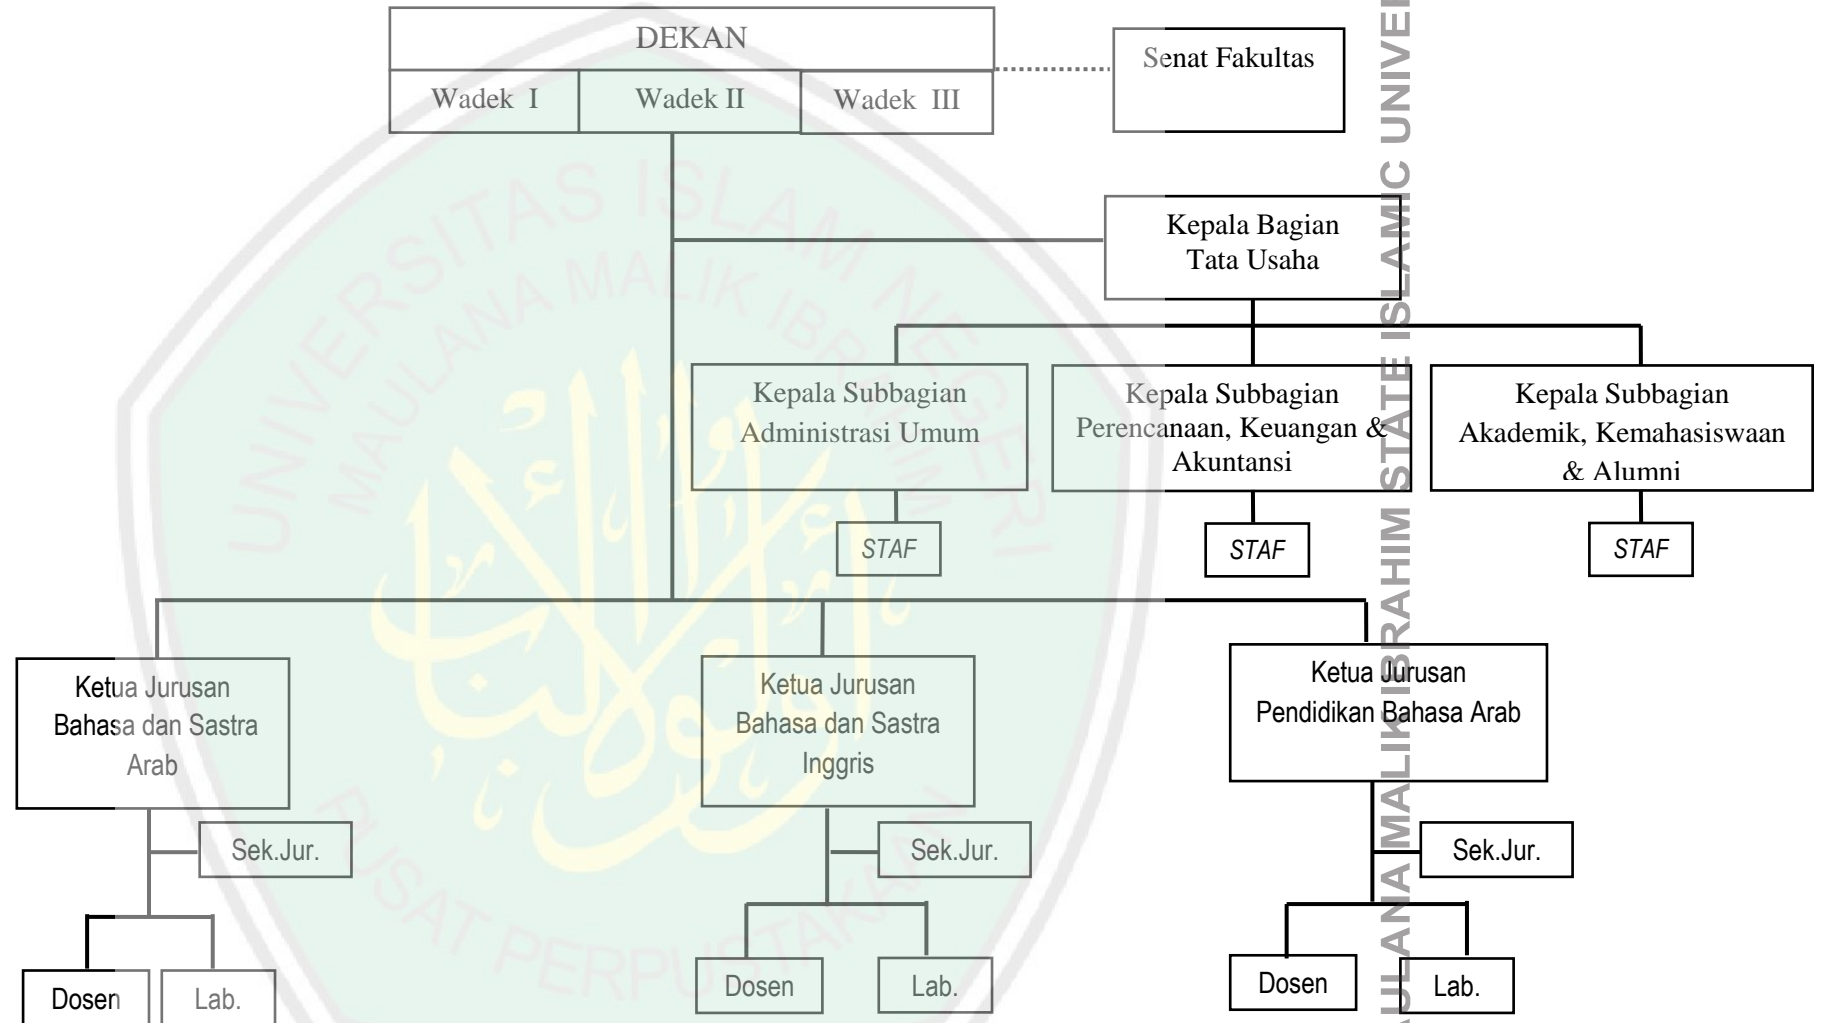 DEKAN
Senat Fakultas
Wadek I
Wadek II
Wadek III
Kepala Bagian
Tata Usaha
Kepala Subbagian
Administrasi Umum
Kepala Subbagian
Perencanaan, Keuangan &
Akuntansi
Kepala Subbagian
Akademik, Kemahasiswaan
& Alumni
STAF
STAF
STAF
Ketua Jurusan
Bahasa dan Sastra
Arab
Ketua Jurusan
Bahasa dan Sastra
Inggris
Ketua Jurusan
Pendidikan Bahasa Arab
Sek.Jur.
Sek.Jur.
Sek.Jur.
Dosen
Lab.
Dosen
Lab.
Dosen
Lab.
UNIVERSITAS ISLAM NEGERI
MAULANA MALIK IBRAHIM
PUSAT PERPUSTAKAAN
ULANA MALIK IBRAHIM STATE ISLAMIC UNIVE